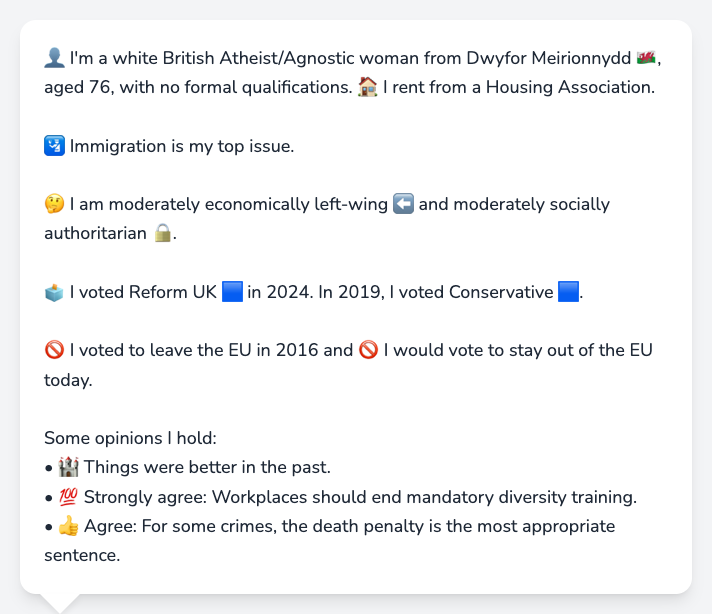 👤 I'm a white British Atheist/Agnostic woman from Dwyfor Meirionnydd 🏴󠁧󠁢󠁷󠁬󠁳󠁿,
aged 76, with no formal qualifications. 🏠 I rent from a Housing Association.
🛂 Immigration is my top issue.
🤔 I am moderately economically left-wing ⬅️ and moderately socially
authoritarian 🔒.
🗳️ I voted Reform UK 🟦 in 2024. In 2019, I voted Conservative 🟦.
🚫 I voted to leave the EU in 2016 and 🚫 I would vote to stay out of the EU
today.
Some opinions I hold:
• 🏰 Things were better in the past.
• 💯 Strongly agree: Workplaces should end mandatory diversity training.
• 👍 Agree: For some crimes, the death penalty is the most appropriate
sentence.